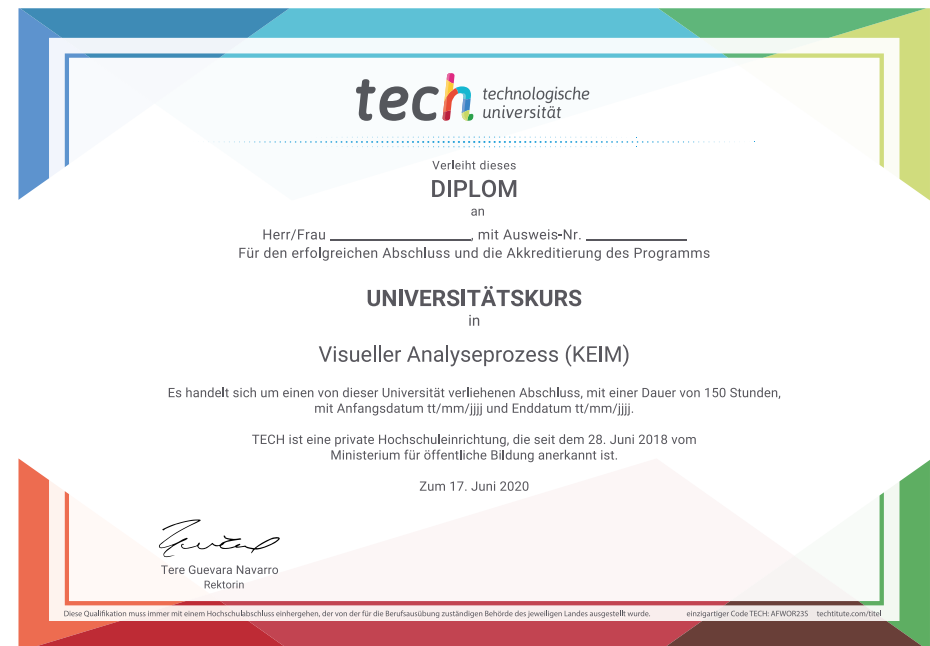 tech technologische
universität
Verleiht dieses
DIPLOM
an
Herr/Frau ____________, mit Ausweis-Nr. ____________
Für den erfolgreichen Abschluss und die Akkreditierung des Programms
UNIVERSITÄTSKURS
in
Visueller Analyseprozess (KEIM)
Es handelt sich um einen von dieser Universität verliehenen Abschluss, mit einer Dauer von 150 Stunden,
mit Anfangsdatum tt/mm/jjjj und Enddatum tt/mm/jjjj.
TECH ist eine private Hochschuleinrichtung, die seit dem 28. Juni 2018 vom
Ministerium für öffentliche Bildung anerkannt ist.
Zum 17. Juni 2020
Tere Guevara Navarro
Rektorin
Diese Qualifikation muss immer mit einem Hochschulabschluss einhergehen, der von der für die Berufsausübung zuständigen Behörde des jeweiligen Landes ausgestellt wurde. einzigartiger Code TECH: AFWOR23S techtitute.com/titel